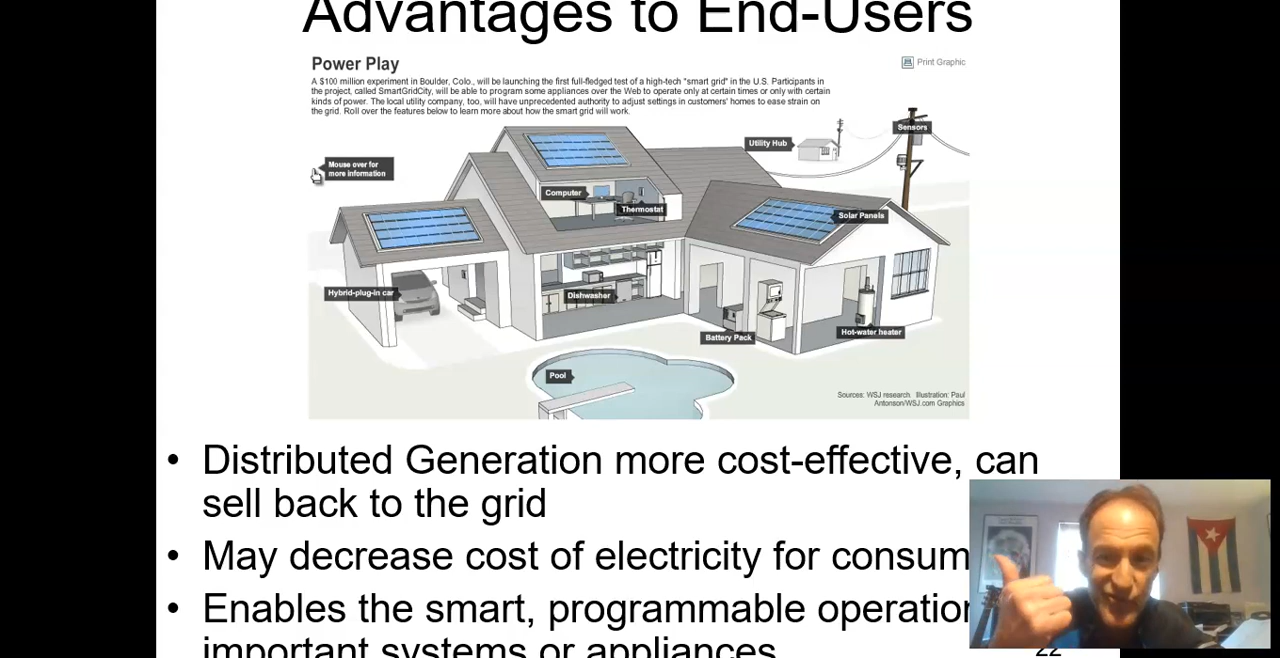 Advantages to End-Users
Power Play
Print Graphic
A $100 million experiment in Boulder, Colo., will be launching the first full-fledged test of a high-tech "smart grid" in the U.S. Participants in
the project, called SmartGridCity, will be able to program some appliances over the Web to operate only at certain times or only with certain
kinds of power. The local utility company, too, will have unprecedented authority to adjust settings in customers' homes to ease strain on
the grid. Roll over the features below to learn more about how the smart grid will work.
Sensors
Utility Hub
Mouse over for
more information
Computer
Thermostat
Solar Panels
Hybrid-plug-in car
Dishwasher
Hot-water heater
Battery Pack
Pool
Sources: WSJ research. Illustration: Paul
Antonson/WSJ.com Graphics
• Distributed Generation more cost-effective, can
sell back to the grid
• May decrease cost of electricity for consum
• Enables the smart, programmable operation
important systems or appliances
22